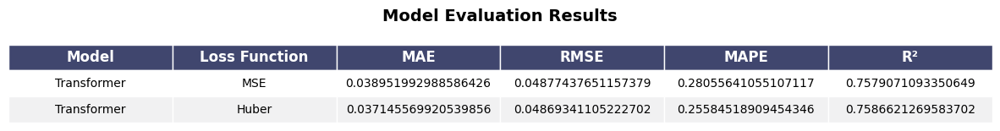 Model Evaluation Results
Model Loss Function MAE RMSE MAPE R²
Transformer MSE 0.038951992988586426 0.04877437651157379 0.28055641055107117 0.7579071093350649
Transformer Huber 0.037145569920539856 0.04869341105222702 0.25584518909454346 0.7586621269583702